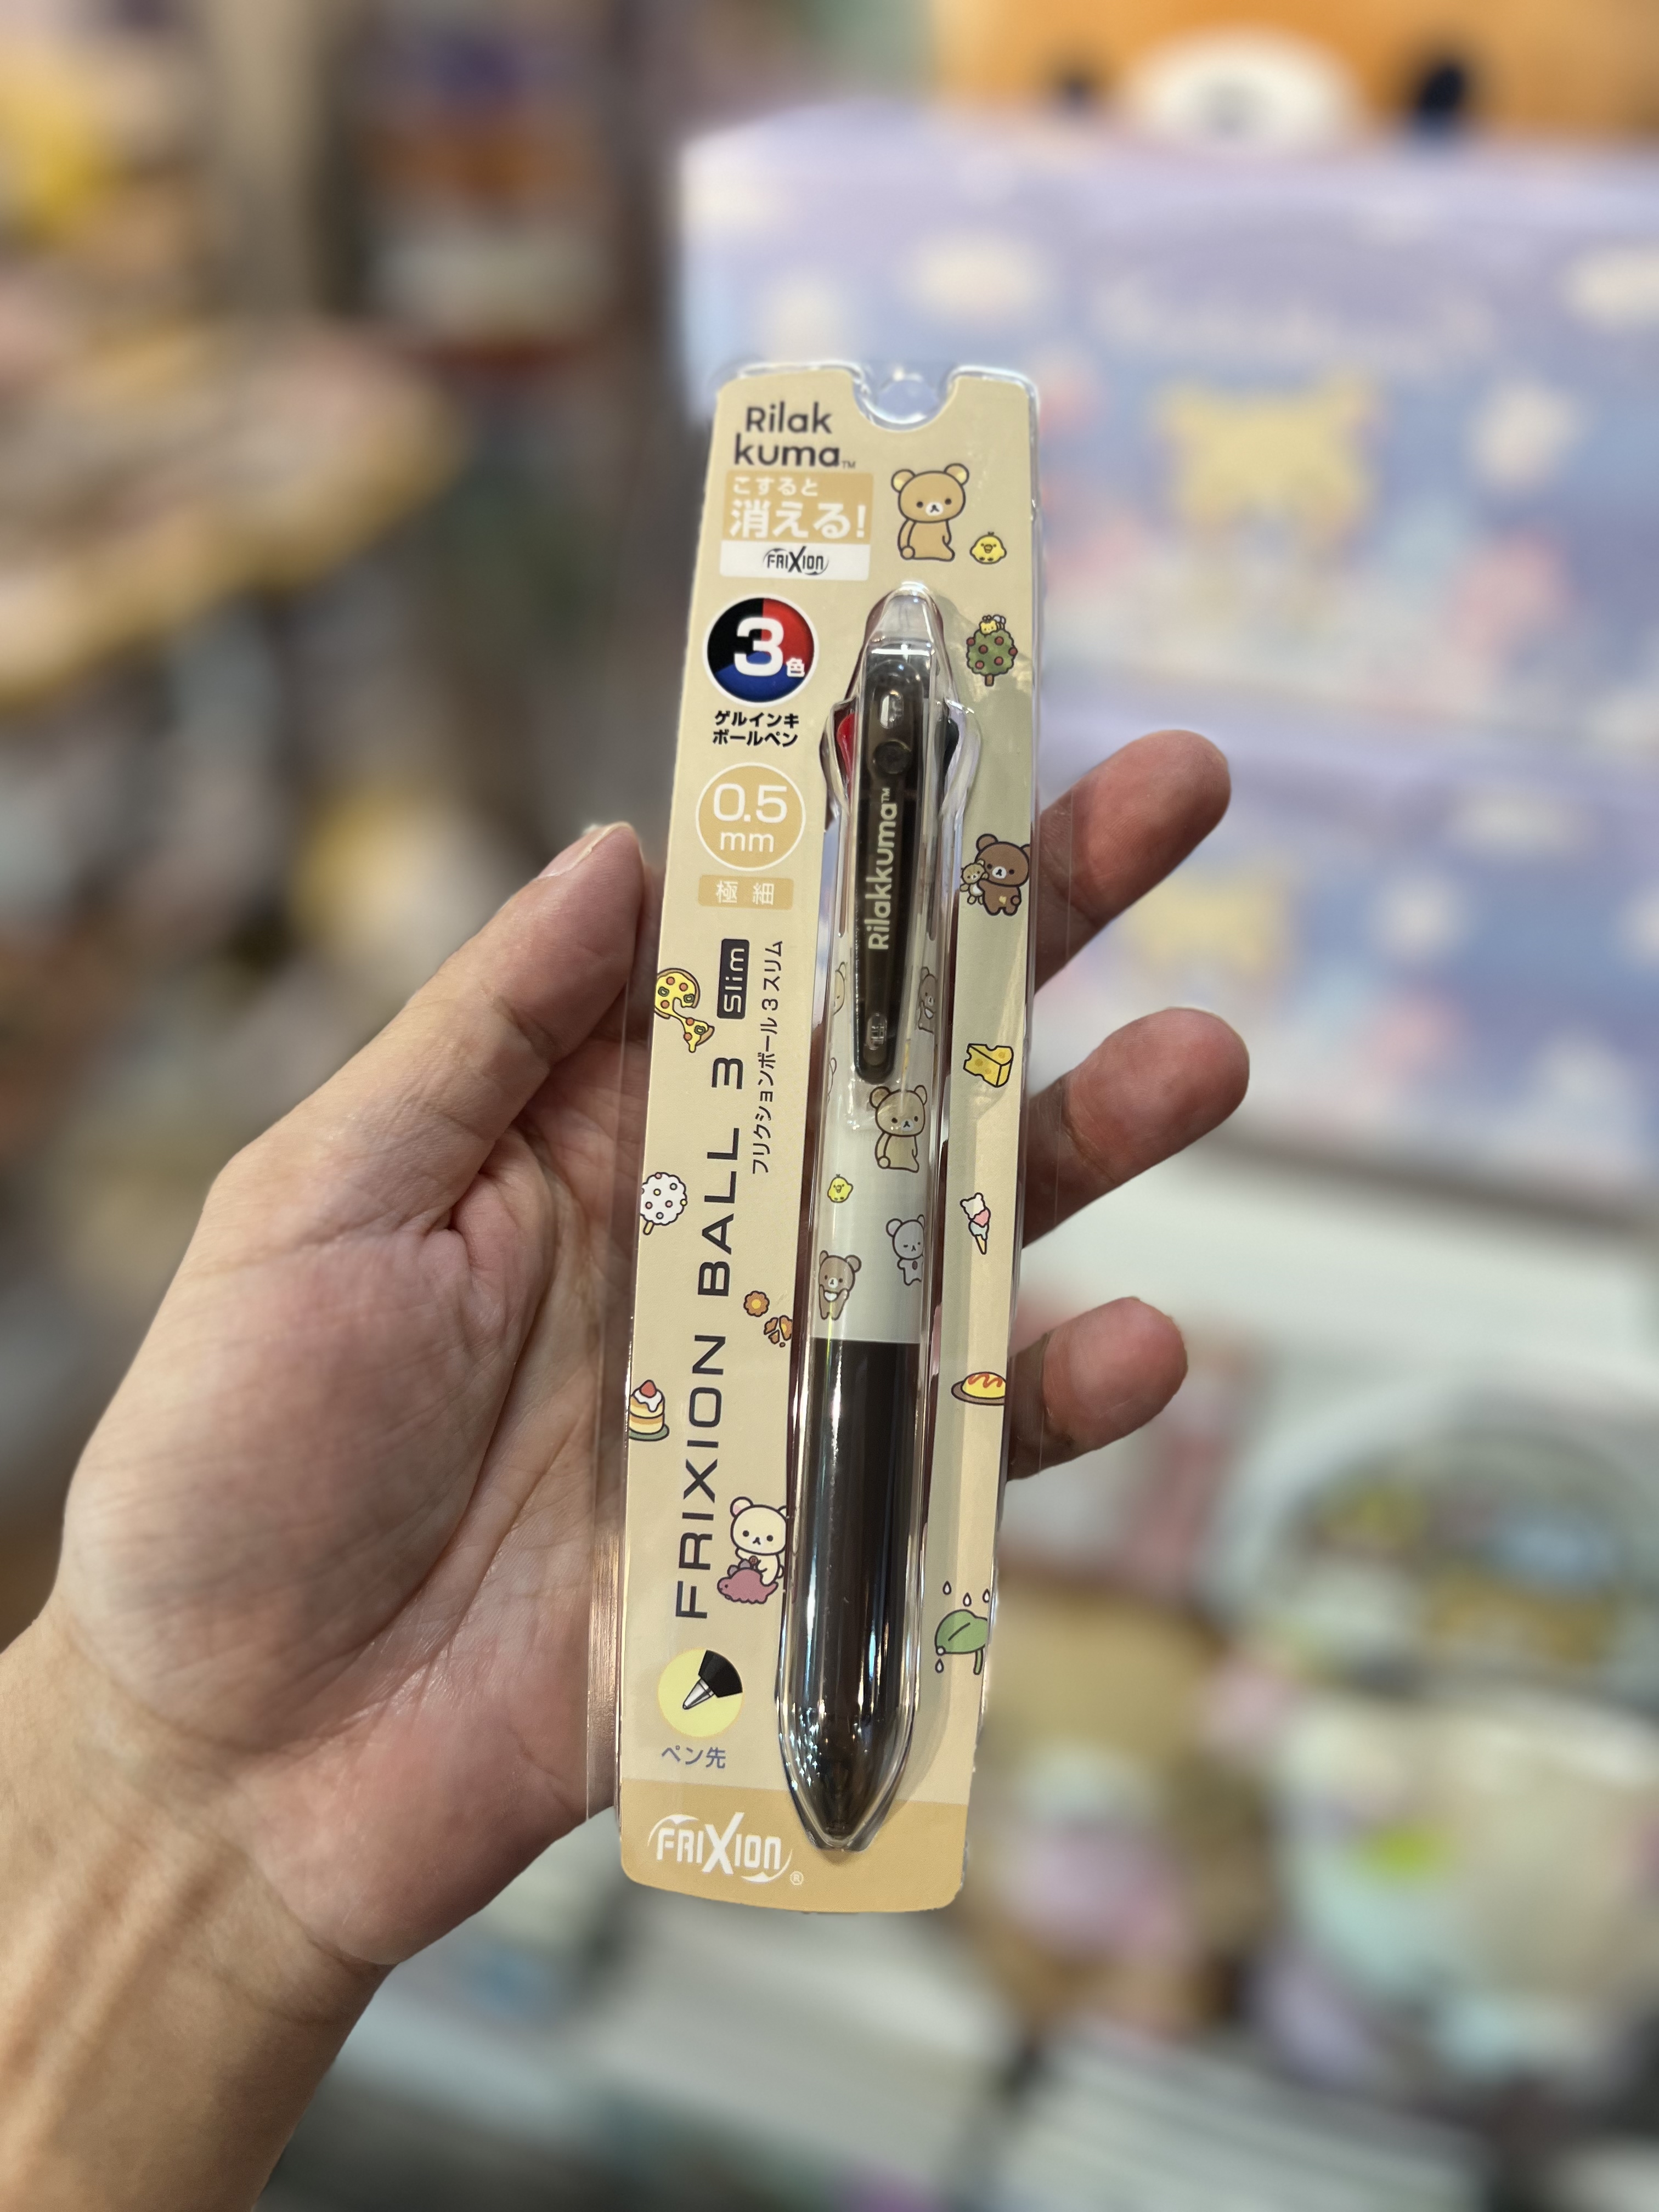 Rilak
kuma™
こすると
消える!
FRIXION
3色
ゲルインキ
ボールペン
0.5
mm
極細
FRIXION BALL 3 Slim
フリクションボール 3 スリム
Rilakkuma™
ペン先
FRIXION®